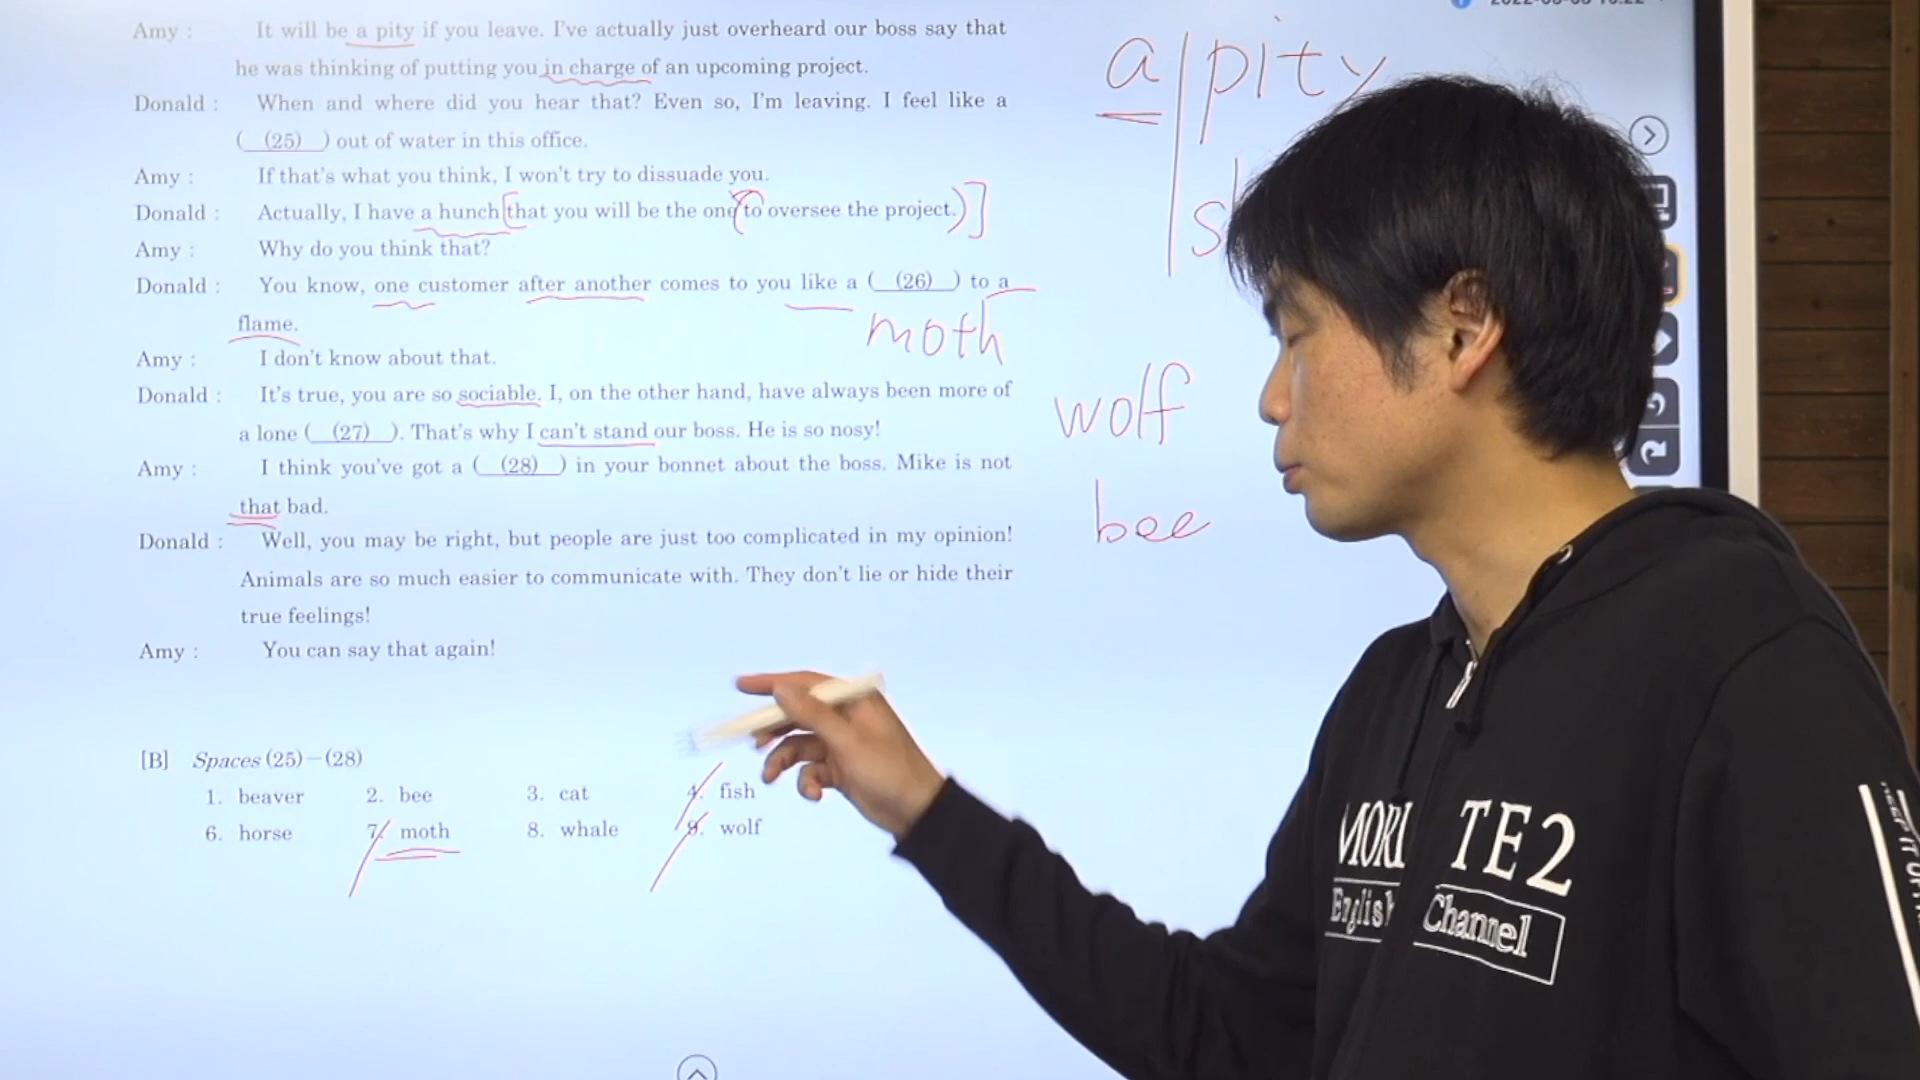 Amy : It will be a pity if you leave. I've actually just overheard our boss say that
he was thinking of putting you in charge of an upcoming project.
Donald : When and where did you hear that? Even so, I'm leaving. I feel like a
( (25) ) out of water in this office.
Amy : If that's what you think, I won't try to dissuade you.
Donald : Actually, I have a hunch [that you will be the one (to oversee the project.)]
Amy : Why do you think that?
Donald : You know, one customer after another comes to you like a ( (26) ) to a
flame.
moth
Amy : I don't know about that.
Donald : It's true, you are so sociable. I, on the other hand, have always been more of
a lone ( (27) ). That's why I can't stand our boss. He is so nosy!
Amy : I think you've got a ( (28) ) in your bonnet about the boss. Mike is not
that bad.
Donald : Well, you may be right, but people are just too complicated in my opinion!
Animals are so much easier to communicate with. They don't lie or hide their
true feelings!
Amy : You can say that again!
[B] Spaces (25)-(28)
1. beaver 2. bee 3. cat 4. fish
6. horse 7. moth 8. whale 9. wolf
a pity
wolf
bee
TE2
English Channel